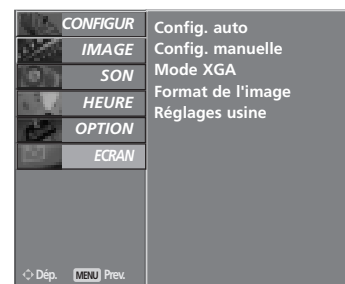 CONFIGUR
IMAGE
SON
HEURE
OPTION
ECRAN
Config. auto
Config. manuelle
Mode XGA
Format de l'image
Réglages usine
Dép. MENU Prev.